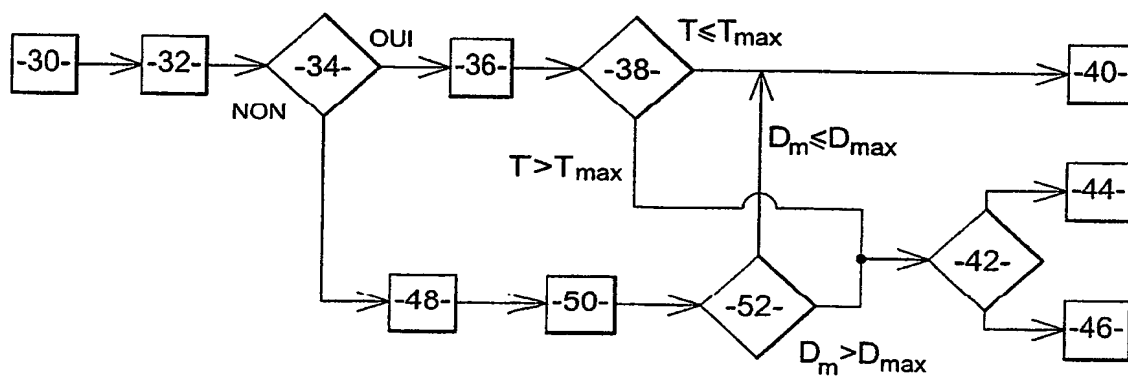 -30-
-32-
-34-
OUI
NON
-36-
-38-
T⩽Tmax
T>Tmax
-40-
Dm⩽Dmax
-44-
-42-
-46-
-48-
-50-
-52-
Dm>Dmax